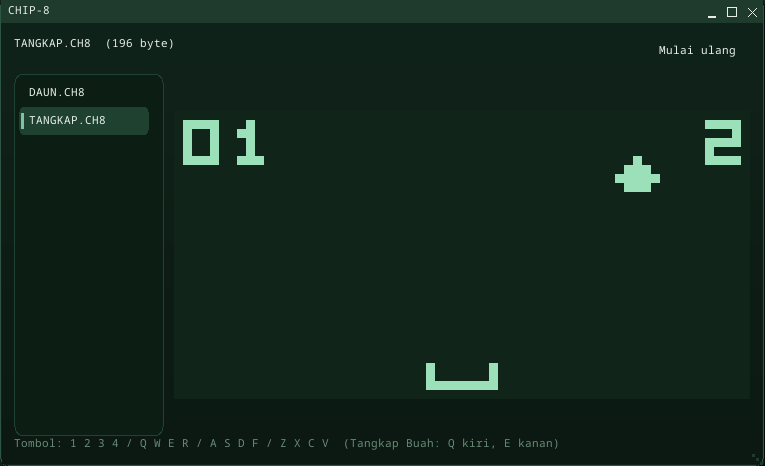 CHIP-8
TANGKAP.CH8 (196 byte)
Mulai ulang
DAUN.CH8
TANGKAP.CH8
01
2
Tombol: 1 2 3 4 / Q W E R / A S D F / Z X C V (Tangkap Buah: Q kiri, E kanan)